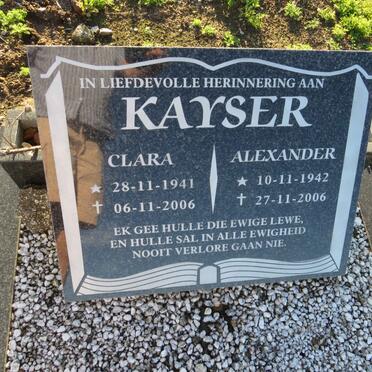 IN LIEFDEVOLLE HERINNERING AAN
KAYSER
CLARA
★ 28-11-1941
✝ 06-11-2006
ALEXANDER
★ 10-11-1942
✝ 27-11-2006
EK GEE HULLE DIE EWIGE LEWE,
EN HULLE SAL IN ALLE EWIGHEID
NOOIT VERLORE GAAN NIE.